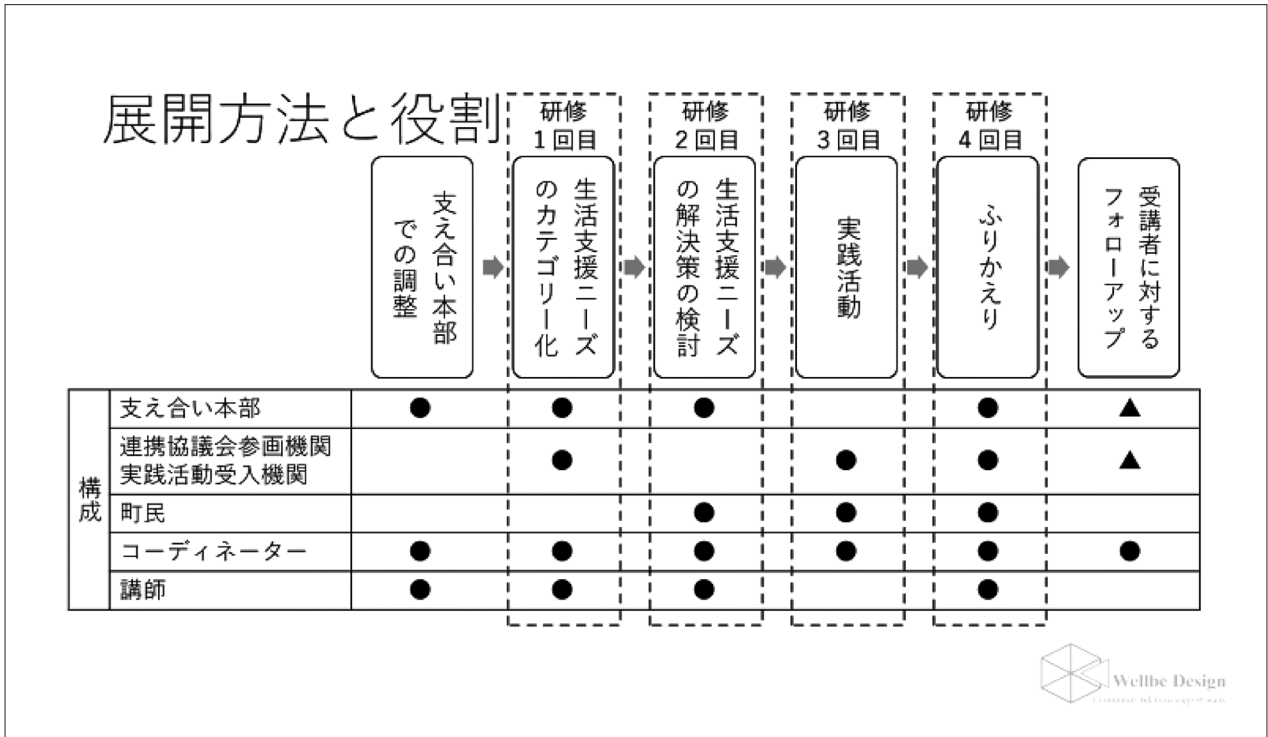 展開方法と役割
研修
1回目
研修
2回目
研修
3回目
研修
4回目
支え合い本部
での調整
生活支援ニーズ
のカテゴリー化
生活支援ニーズ
の解決策の検討
実践活動
ふりかえり
受講者に対する
フォローアップ
構成
支え合い本部
● ● ● ● ▲
連携協議会参画機関
実践活動受入機関
● ● ● ▲
町民
● ● ●
コーディネーター
● ● ● ● ● ●
講師
● ● ● ●
Wellbe Design